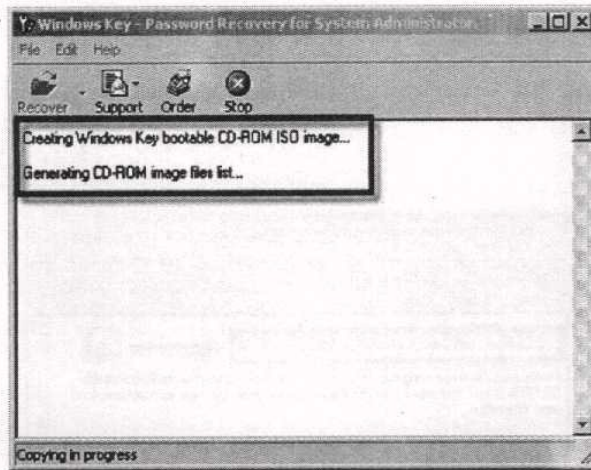 Windows Key - Password Recovery for System Administrator
File Edit Help
Recover Support Order Stop
Creating Windows Key bootable CD-ROM ISO image...
Generating CD-ROM image files list...
Copying in progress